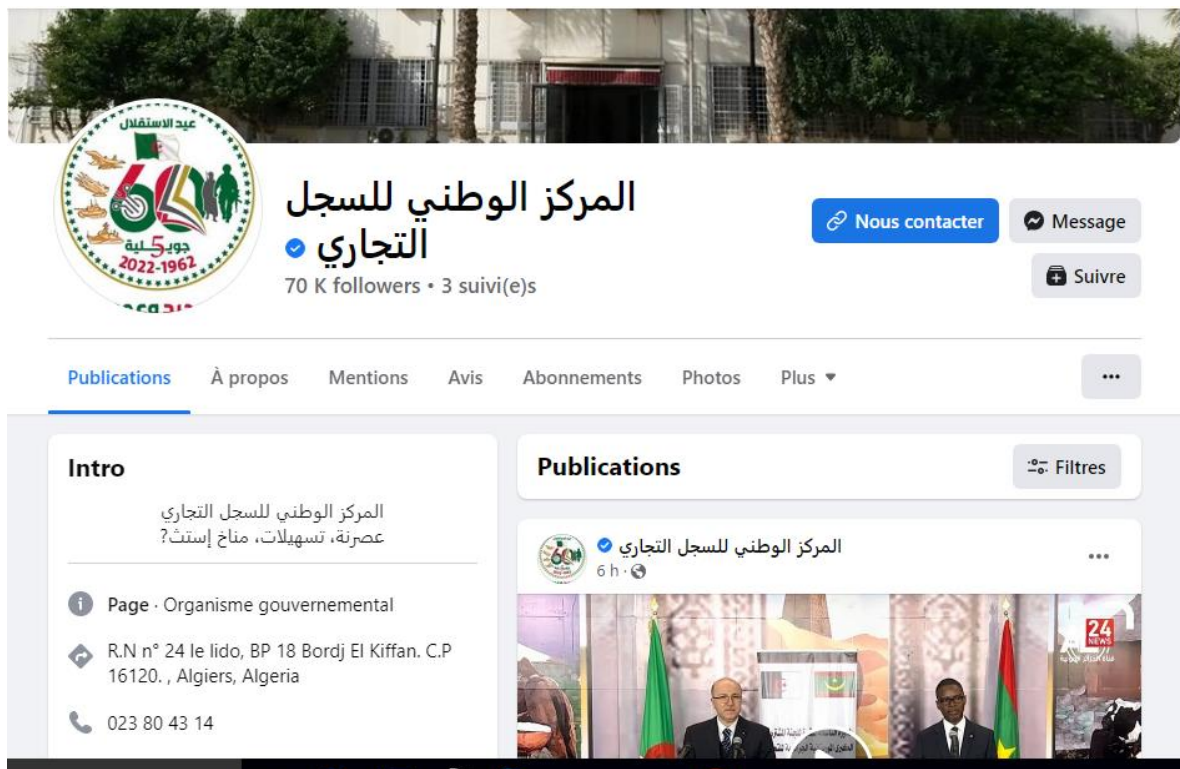 عيد الاستقلال
60
5 جويلية
2022-1962
المركز الوطني للسجل
التجاري
70 K followers • 3 suivi(e)s
Nous contacter
Message
Suivre
Publications
À propos
Mentions
Avis
Abonnements
Photos
Plus
Intro
المركز الوطني للسجل التجاري
عصرنة، تسهيلات، مناخ إستث?
Page · Organisme gouvernemental
R.N n° 24 le lido, BP 18 Bordj El Kiffan. C.P
16120. , Algiers, Algeria
023 80 43 14
Publications
Filtres
المركز الوطني للسجل التجاري
6 h ·
24
NEWS